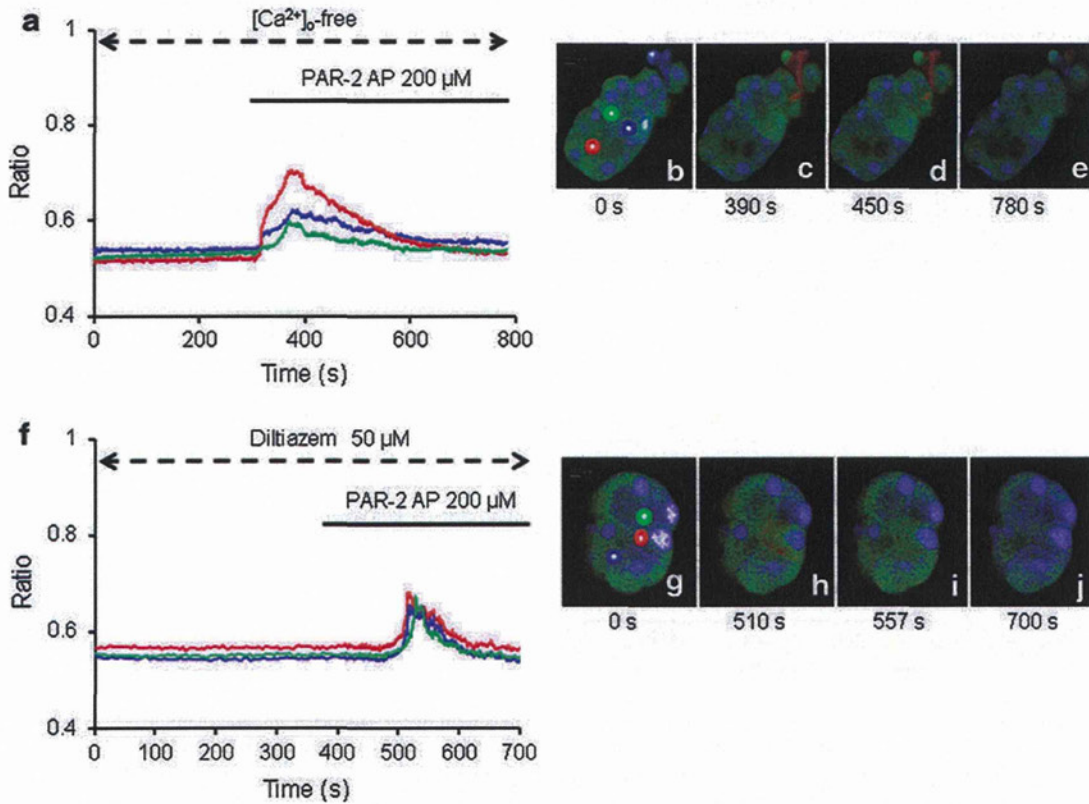 a
[Ca²⁺]ₒ-free
PAR-2 AP 200 µM
1
0.8
0.6
0.4
Ratio
0 200 400 600 800
Time (s)
b c d e
0 s 390 s 450 s 780 s
f
Diltiazem 50 µM
PAR-2 AP 200 µM
1
0.8
0.6
0.4
Ratio
0 100 200 300 400 500 600 700
Time (s)
g h i j
0 s 510 s 557 s 700 s